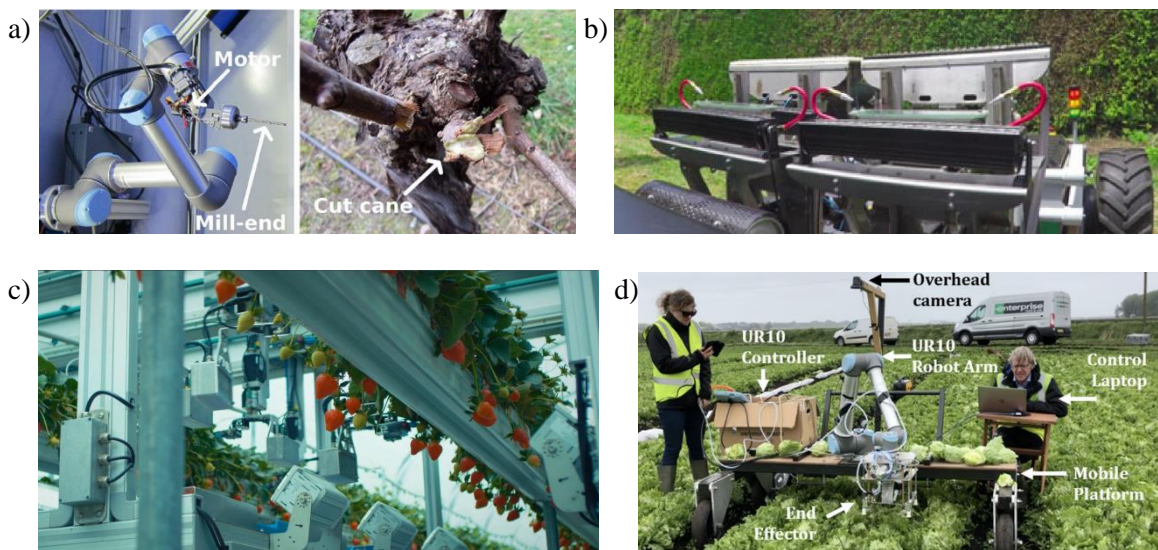 a)
Motor
Mill-end
Cut cane
b)
c)
d)
Overhead
camera
enterprise
UR10
Controller
UR10
Robot Arm
Control
Laptop
Mobile
Platform
End
Effector